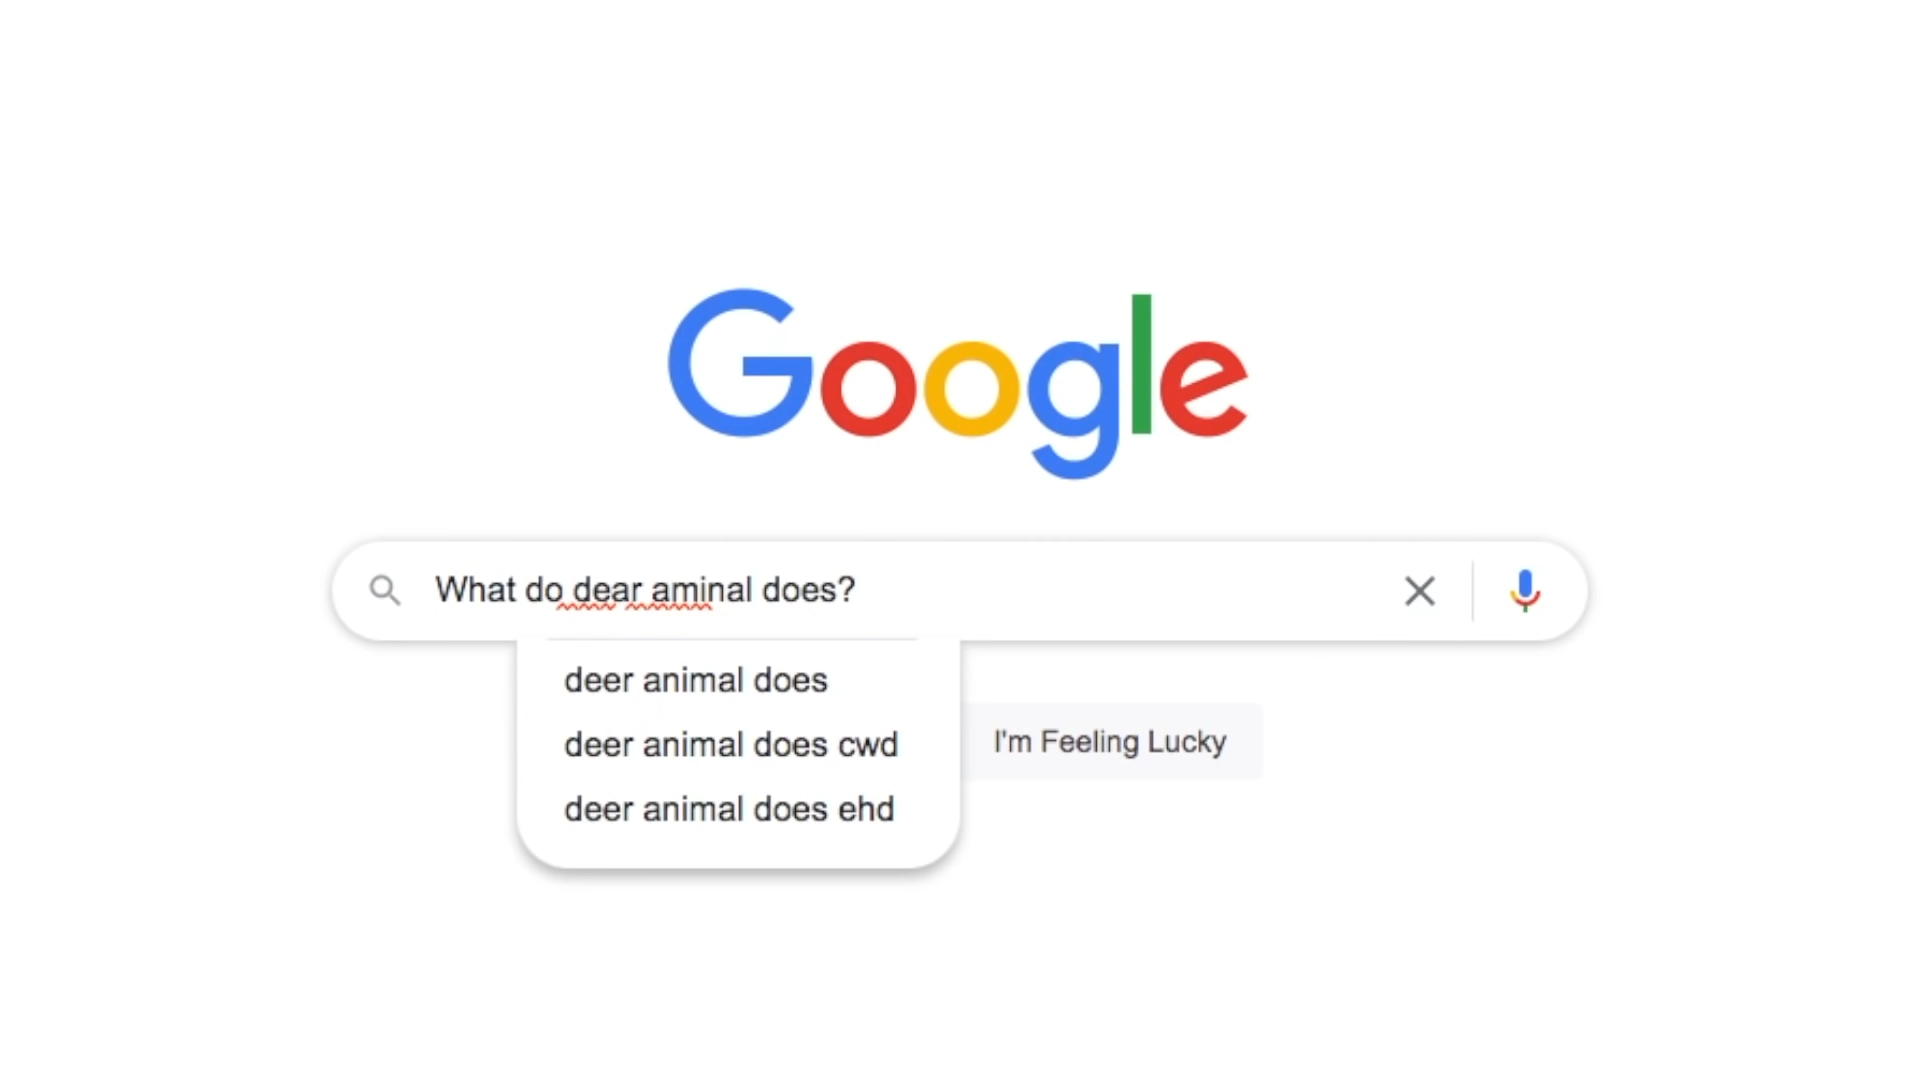 Google
What do dear aminal does?
deer animal does
deer animal does cwd
I'm Feeling Lucky
deer animal does ehd